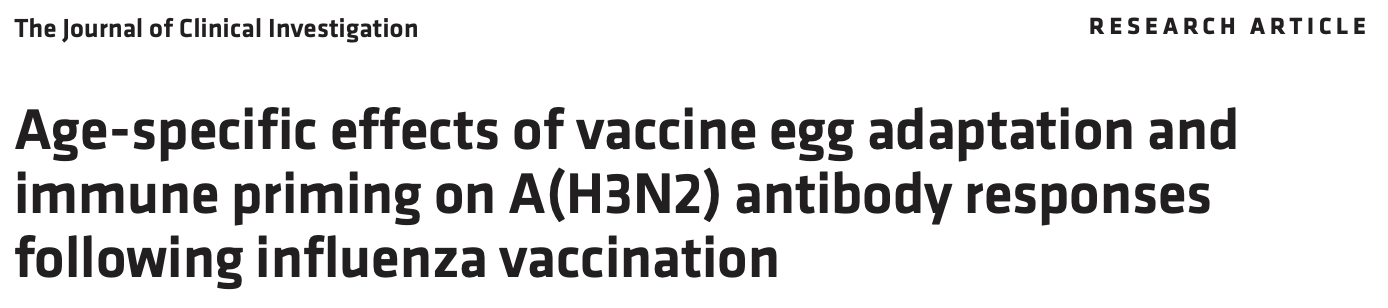 The Journal of Clinical Investigation
RESEARCH ARTICLE
Age-specific effects of vaccine egg adaptation and
immune priming on A(H3N2) antibody responses
following influenza vaccination